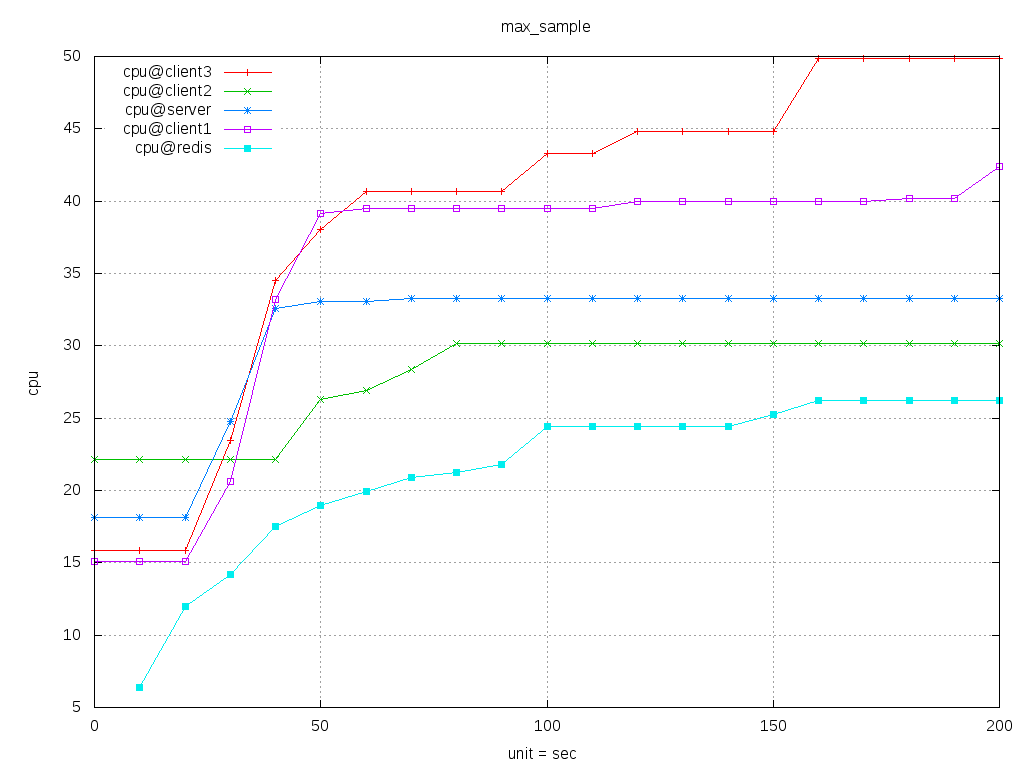 max_sample
50
45
40
35
30
25
20
15
10
5
cpu@client3
cpu@client2
cpu@server
cpu@client1
cpu@redis
cpu
0 50 100 150 200
unit = sec